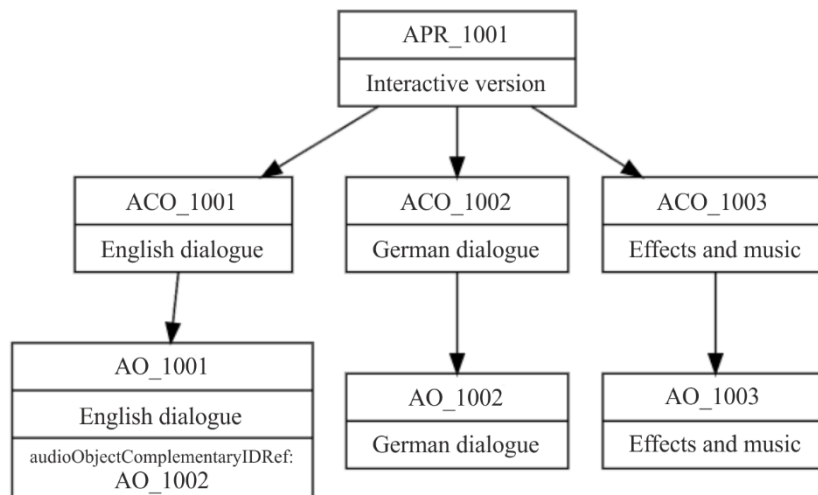 APR_1001
Interactive version
ACO_1001
English dialogue
ACO_1002
German dialogue
ACO_1003
Effects and music
AO_1001
English dialogue
audioObjectComplementaryIDRef:
AO_1002
AO_1002
German dialogue
AO_1003
Effects and music